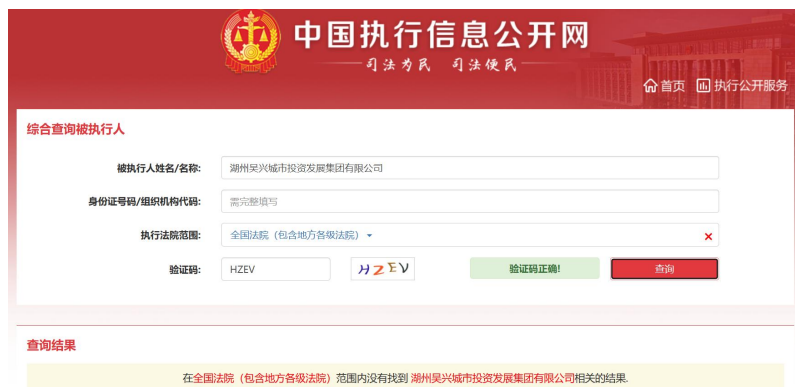 中国执行信息公开网
司法为民 司法便民
首页 执行公开服务
综合查询被执行人
被执行人姓名/名称: 湖州吴兴城市投资发展集团有限公司
身份证号码/组织机构代码: 需完整填写
执行法院范围: 全国法院（包含地方各级法院）
验证码: HZEV HZEV 验证码正确! 查询
查询结果
在全国法院（包含地方各级法院）范围内没有找到 湖州吴兴城市投资发展集团有限公司相关的结果.